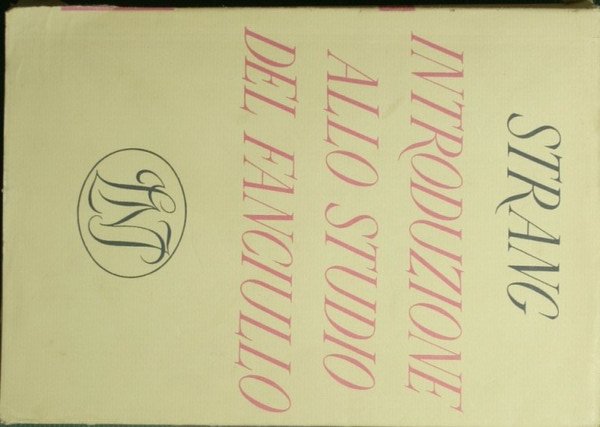 STRANG
INTRODUZIONE
ALLO STUDIO
DEL FANCIULLO